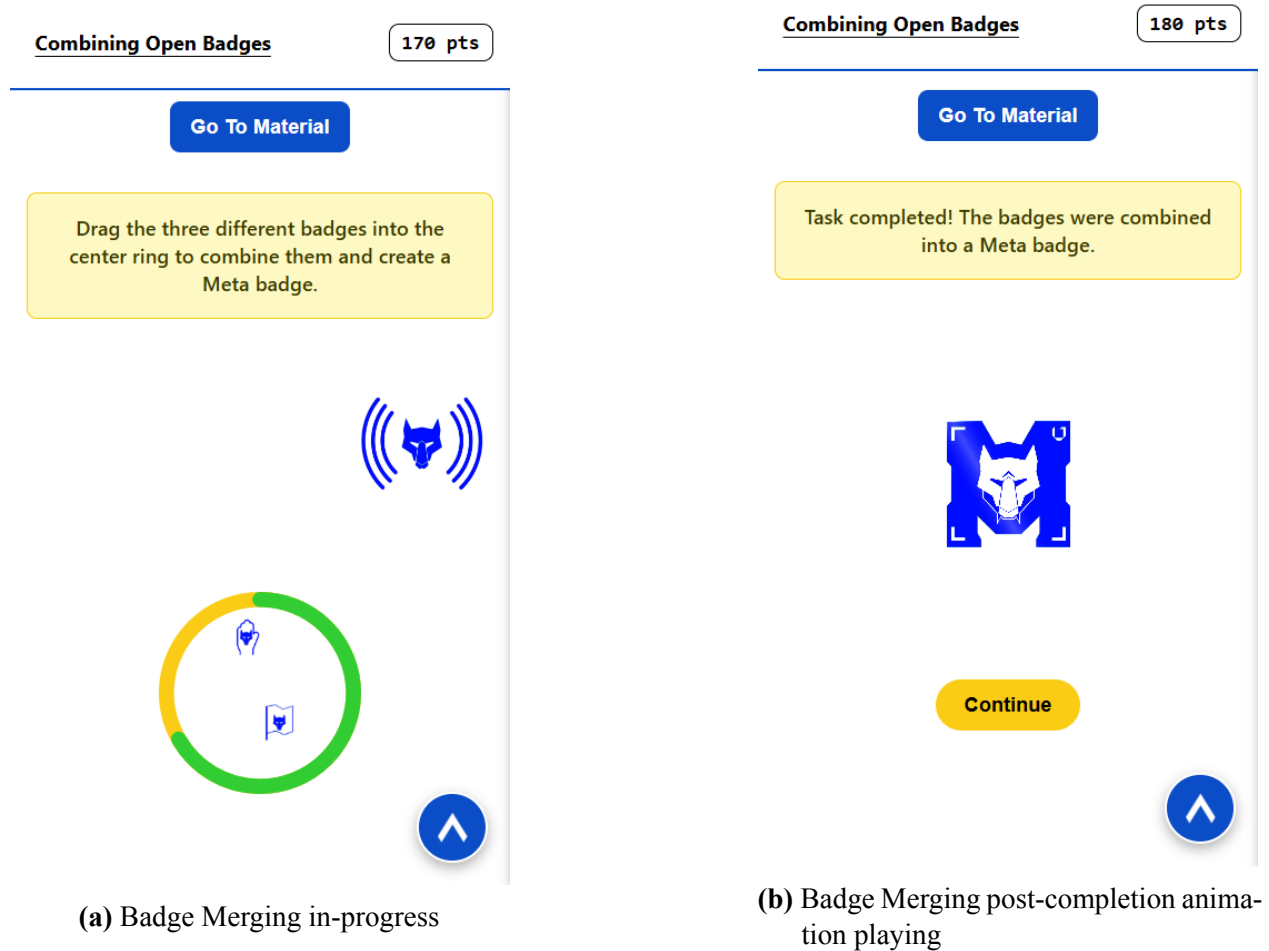 Combining Open Badges
170 pts
Go To Material
Drag the three different badges into the
center ring to combine them and create a
Meta badge.
(a) Badge Merging in-progress
Combining Open Badges
180 pts
Go To Material
Task completed! The badges were combined
into a Meta badge.
Continue
(b) Badge Merging post-completion anima-
tion playing